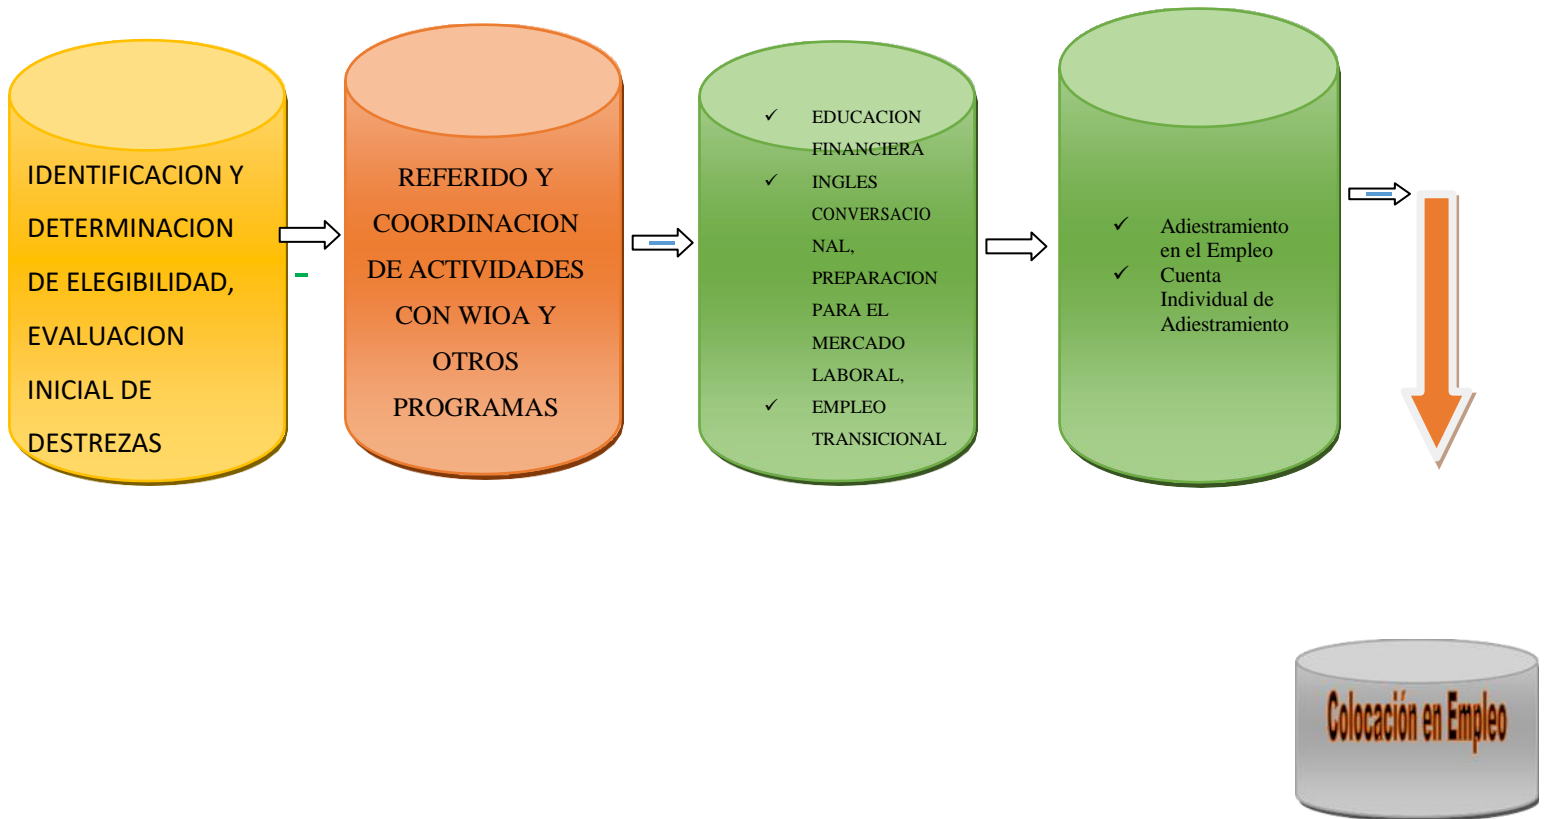 IDENTIFICACION Y
DETERMINACION
DE ELEGIBILIDAD,
EVALUACION
INICIAL DE
DESTREZAS
REFERIDO Y
COORDINACION
DE ACTIVIDADES
CON WIOA Y
OTROS
PROGRAMAS
✓ EDUCACION
FINANCIERA
✓ INGLES
CONVERSACIO
NAL,
PREPARACION
PARA EL
MERCADO
LABORAL,
✓ EMPLEO
TRANSICIONAL
✓ Adiestramiento
en el Empleo
✓ Cuenta
Individual de
Adiestramiento
Colocación en Empleo